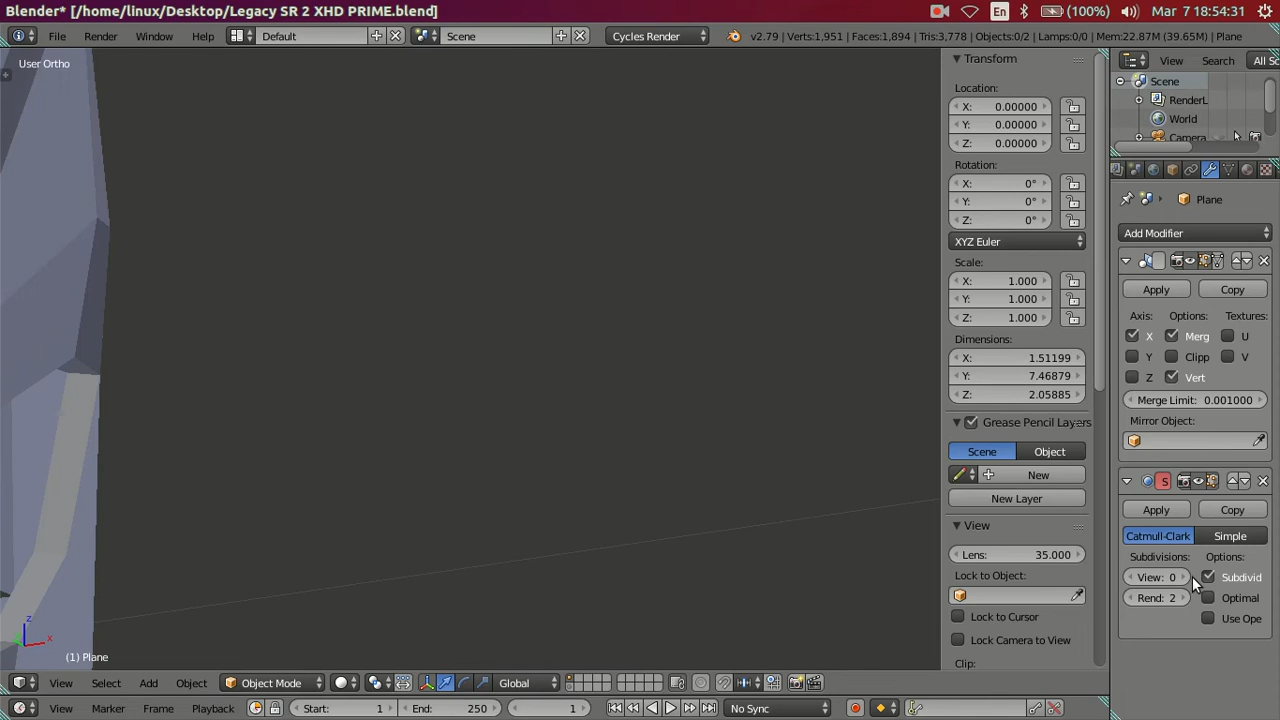 Blender* [/home/linux/Desktop/Legacy SR 2 XHD PRIME.blend]
En
(100%)
Mar 7 18:54:31
File
Render
Window
Help
Default
Scene
Cycles Render
v2.79 | Verts:1,951 | Faces:1,894 | Tris:3,778 | Objects:0/2 | Lamps:0/0 | Mem:22.87M (39.65M) | Plane
User Ortho
Transform
Location:
X: 0.00000
Y: 0.00000
Z: 0.00000
Rotation:
X: 0°
Y: 0°
Z: 0°
XYZ Euler
Scale:
X: 1.000
Y: 1.000
Z: 1.000
Dimensions:
X: 1.51199
Y: 7.46879
Z: 2.05885
Grease Pencil Layers
Scene
Object
New
New Layer
View
Lens: 35.000
Lock to Object:
Lock to Cursor
Lock Camera to View
Clip:
View
Search
All Sc
Scene
RenderL
World
Camera
Plane
Add Modifier
Apply
Copy
Axis:
Options:
Textures:
X
Merg
U
Y
Clipp
V
Z
Vert
Merge Limit: 0.001000
Mirror Object:
S
Apply
Copy
Catmull-Clark
Simple
Subdivisions:
Options:
View: 0
Subdivid
Rend: 2
Optimal
Use Ope
z
x
(1) Plane
View
Select
Add
Object
Object Mode
Global
View
Marker
Frame
Playback
Start: 1
End: 250
1
No Sync